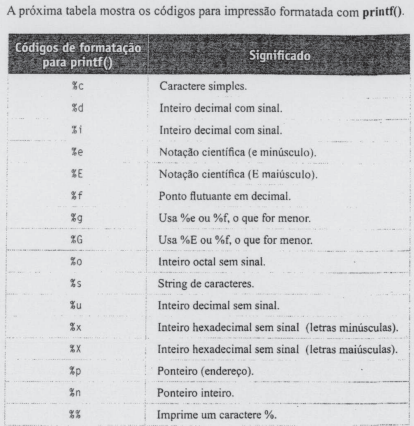 A próxima tabela mostra os códigos para impressão formatada com printf().
Códigos de formatação
para printf()
Significado
%c Caractere simples.
%d Inteiro decimal com sinal.
%i Inteiro decimal com sinal.
%e Notação científica (e minúsculo).
%E Notação científica (E maiúsculo).
%f Ponto flutuante em decimal.
%g Usa %e ou %f, o que for menor.
%G Usa %E ou %f, o que for menor.
%o Inteiro octal sem sinal.
%s String de caracteres.
%u Inteiro decimal sem sinal.
%x Inteiro hexadecimal sem sinal (letras minúsculas).
%X Inteiro hexadecimal sem sinal (letras maiúsculas).
%p Ponteiro (endereço).
%n Ponteiro inteiro.
%% Imprime um caractere %.